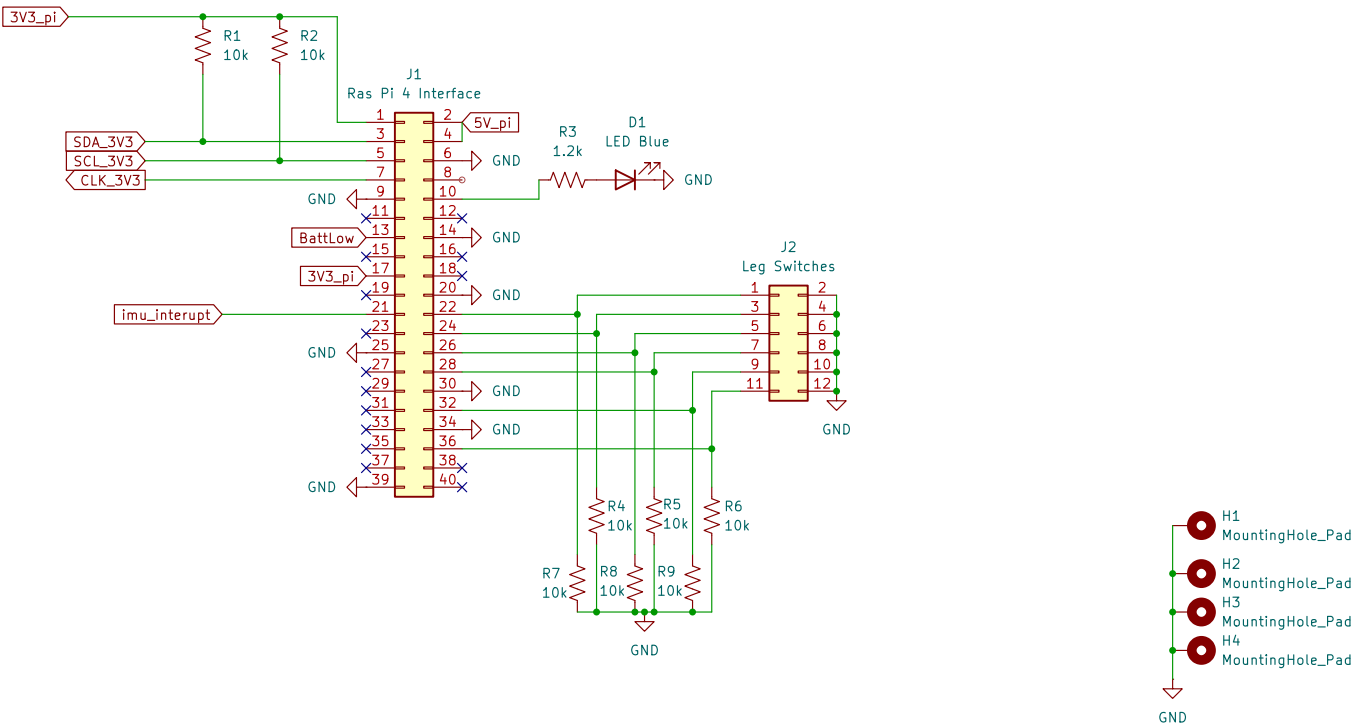 3V3_pi
R1
10k
R2
10k
J1
Ras Pi 4 Interface
1
2
5V_pi
SDA_3V3
3
4
SCL_3V3
5
6
GND
CLK_3V3
7
8
GND
9
10
11
12
BattLow
13
14
GND
15
16
3V3_pi
17
18
19
20
GND
imu_interupt
21
22
23
24
GND
25
26
27
28
29
30
GND
31
32
33
34
GND
35
36
37
38
GND
39
40
R3
1.2k
D1
LED Blue
GND
J2
Leg Switches
1
2
3
4
5
6
7
8
9
10
11
12
GND
R4
10k
R5
10k
R6
10k
R7
10k
R8
10k
R9
10k
GND
H1
MountingHole_Pad
H2
MountingHole_Pad
H3
MountingHole_Pad
H4
MountingHole_Pad
GND